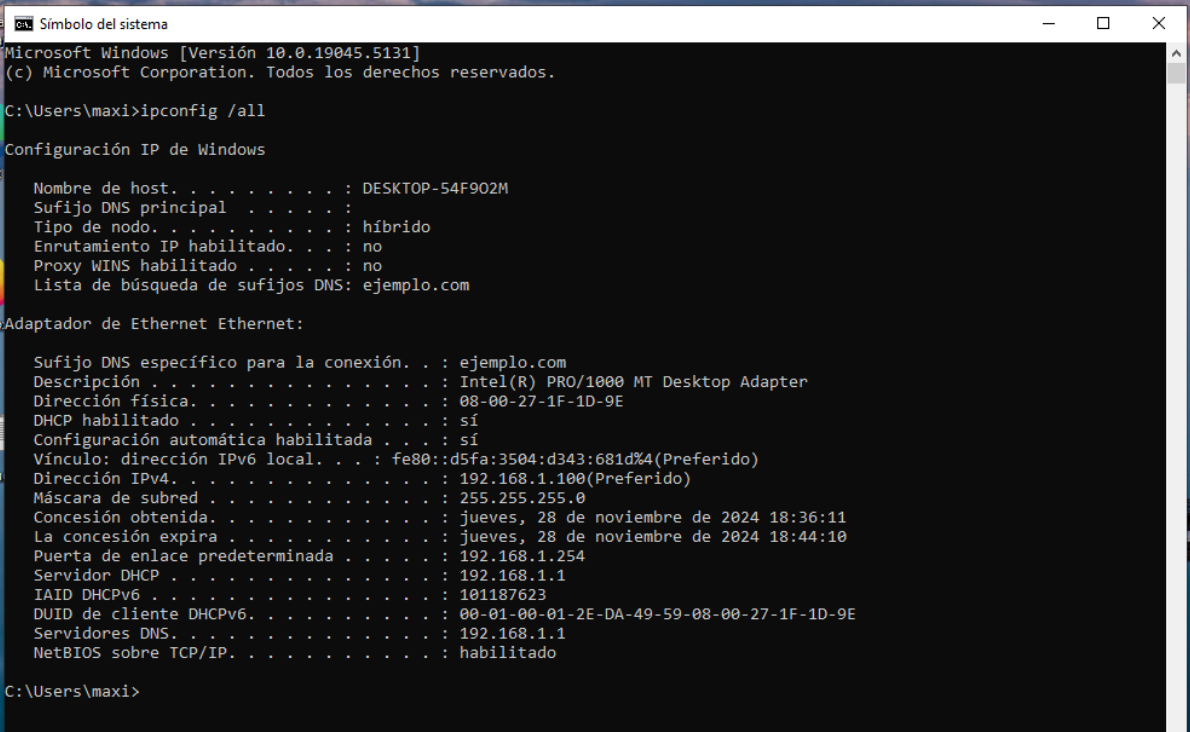 Símbolo del sistema
Microsoft Windows [Versión 10.0.19045.5131]
(c) Microsoft Corporation. Todos los derechos reservados.
C:\Users\maxi>ipconfig /all
Configuración IP de Windows
Nombre de host. . . . . . . . . : DESKTOP-54F9O2M
Sufijo DNS principal  . . . . . :
Tipo de nodo. . . . . . . . . . : híbrido
Enrutamiento IP habilitado. . . : no
Proxy WINS habilitado . . . . . : no
Lista de búsqueda de sufijos DNS: ejemplo.com
Adaptador de Ethernet Ethernet:
Sufijo DNS específico para la conexión. . : ejemplo.com
Descripción . . . . . . . . . . . . . . . : Intel(R) PRO/1000 MT Desktop Adapter
Dirección física. . . . . . . . . . . . . : 08-00-27-1F-1D-9E
DHCP habilitado . . . . . . . . . . . . . : sí
Configuración automática habilitada . . . : sí
Vínculo: dirección IPv6 local. . . : fe80::d5fa:3504:d343:681d%4(Preferido)
Dirección IPv4. . . . . . . . . . . . . . : 192.168.1.100(Preferido)
Máscara de subred . . . . . . . . . . . . : 255.255.255.0
Concesión obtenida. . . . . . . . . . . . : jueves, 28 de noviembre de 2024 18:36:11
La concesión expira . . . . . . . . . . . : jueves, 28 de noviembre de 2024 18:44:10
Puerta de enlace predeterminada . . . . . : 192.168.1.254
Servidor DHCP . . . . . . . . . . . . . . : 192.168.1.1
IAID DHCPv6 . . . . . . . . . . . . . . . : 101187623
DUID de cliente DHCPv6. . . . . . . . . . : 00-01-00-01-2E-DA-49-59-08-00-27-1F-1D-9E
Servidores DNS. . . . . . . . . . . . . . : 192.168.1.1
NetBIOS sobre TCP/IP. . . . . . . . . . . : habilitado
C:\Users\maxi>